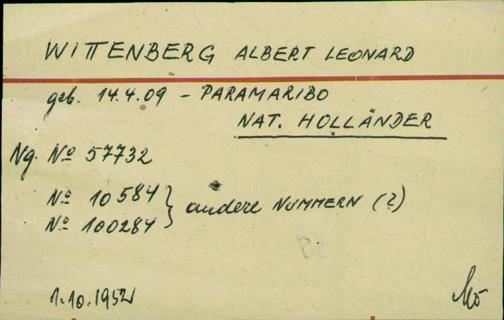 WITTENBERG ALBERT LEONARD
geb. 14.4.09 – PARAMARIBO
NAT. HOLLÄNDER
Ng. No 57732
No 10584 } andere NUMMERN (?)
No 100284
1.10.1952